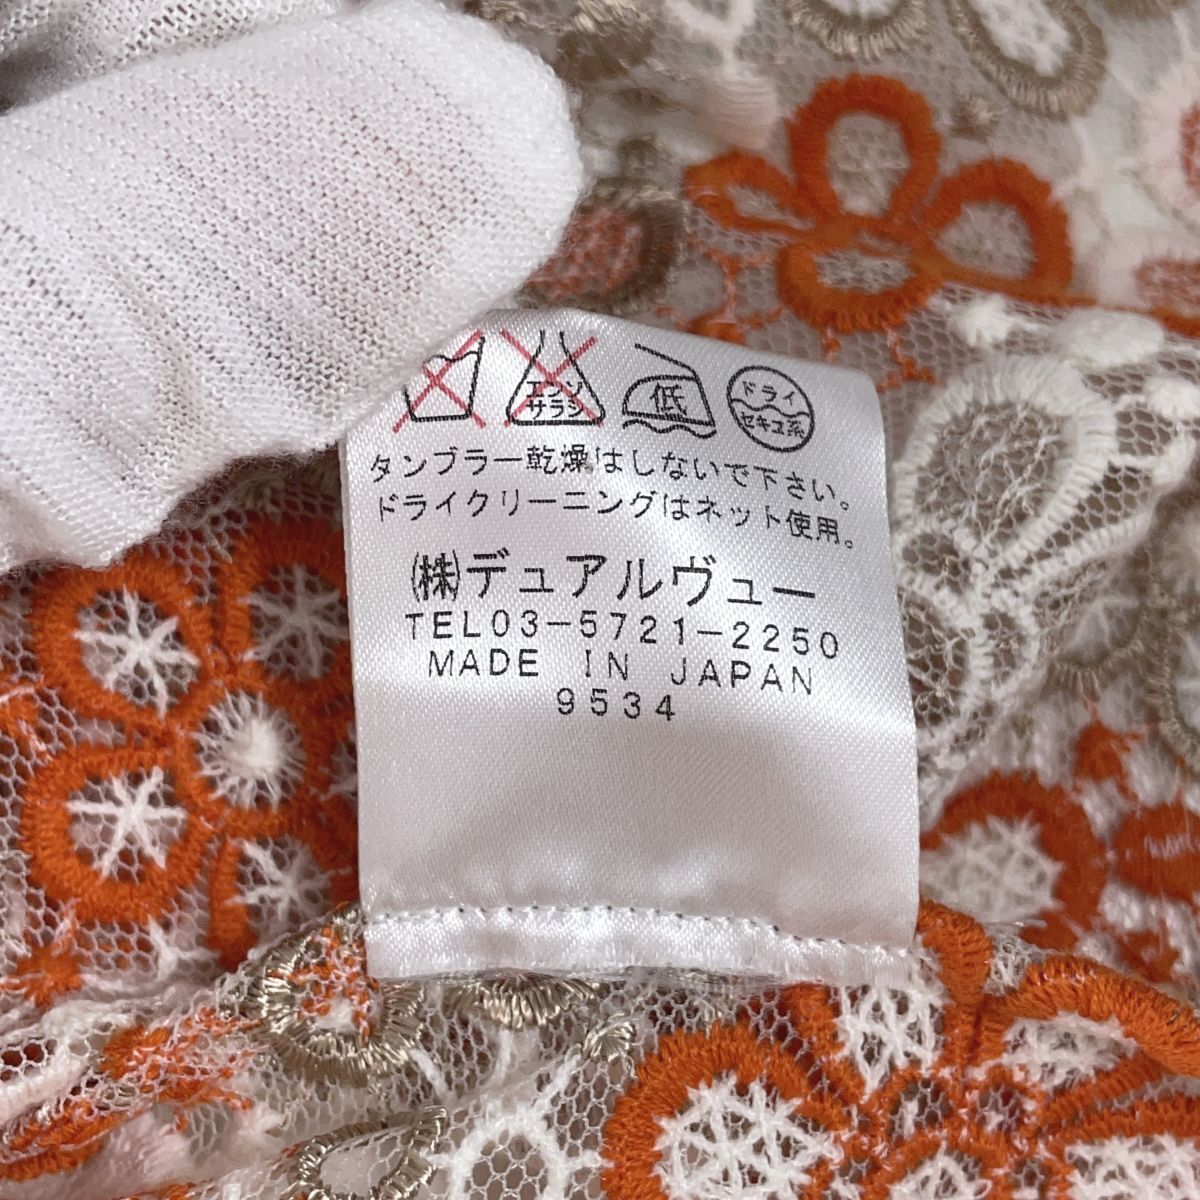 エンソ サラシ 低 ドライ セキユ系
タンブラー乾燥はしないで下さい。
ドライクリーニングはネット使用。
㈱デュアルヴュー
TEL03-5721-2250
MADE IN JAPAN
9534